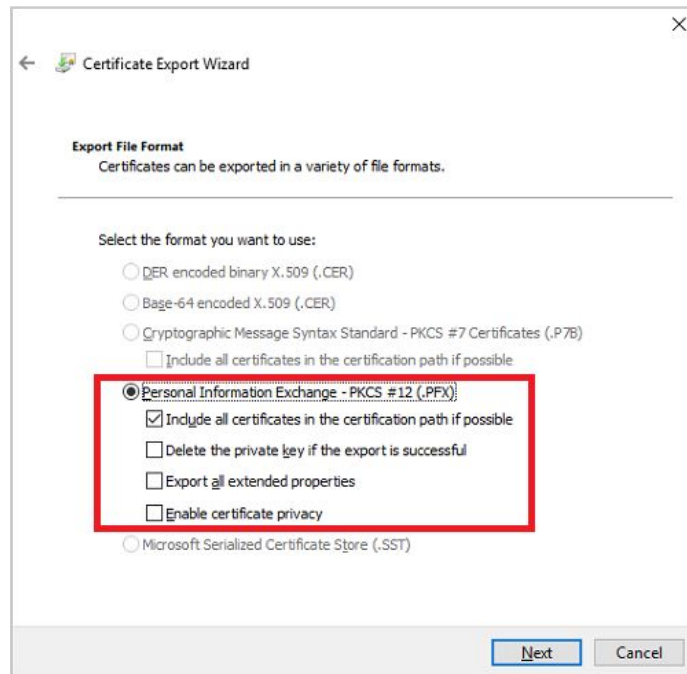 Certificate Export Wizard
Export File Format
Certificates can be exported in a variety of file formats.
Select the format you want to use:
DER encoded binary X.509 (.CER)
Base-64 encoded X.509 (.CER)
Cryptographic Message Syntax Standard - PKCS #7 Certificates (.P7B)
Include all certificates in the certification path if possible
Personal Information Exchange - PKCS #12 (.PFX)
Include all certificates in the certification path if possible
Delete the private key if the export is successful
Export all extended properties
Enable certificate privacy
Microsoft Serialized Certificate Store (.SST)
Next Cancel